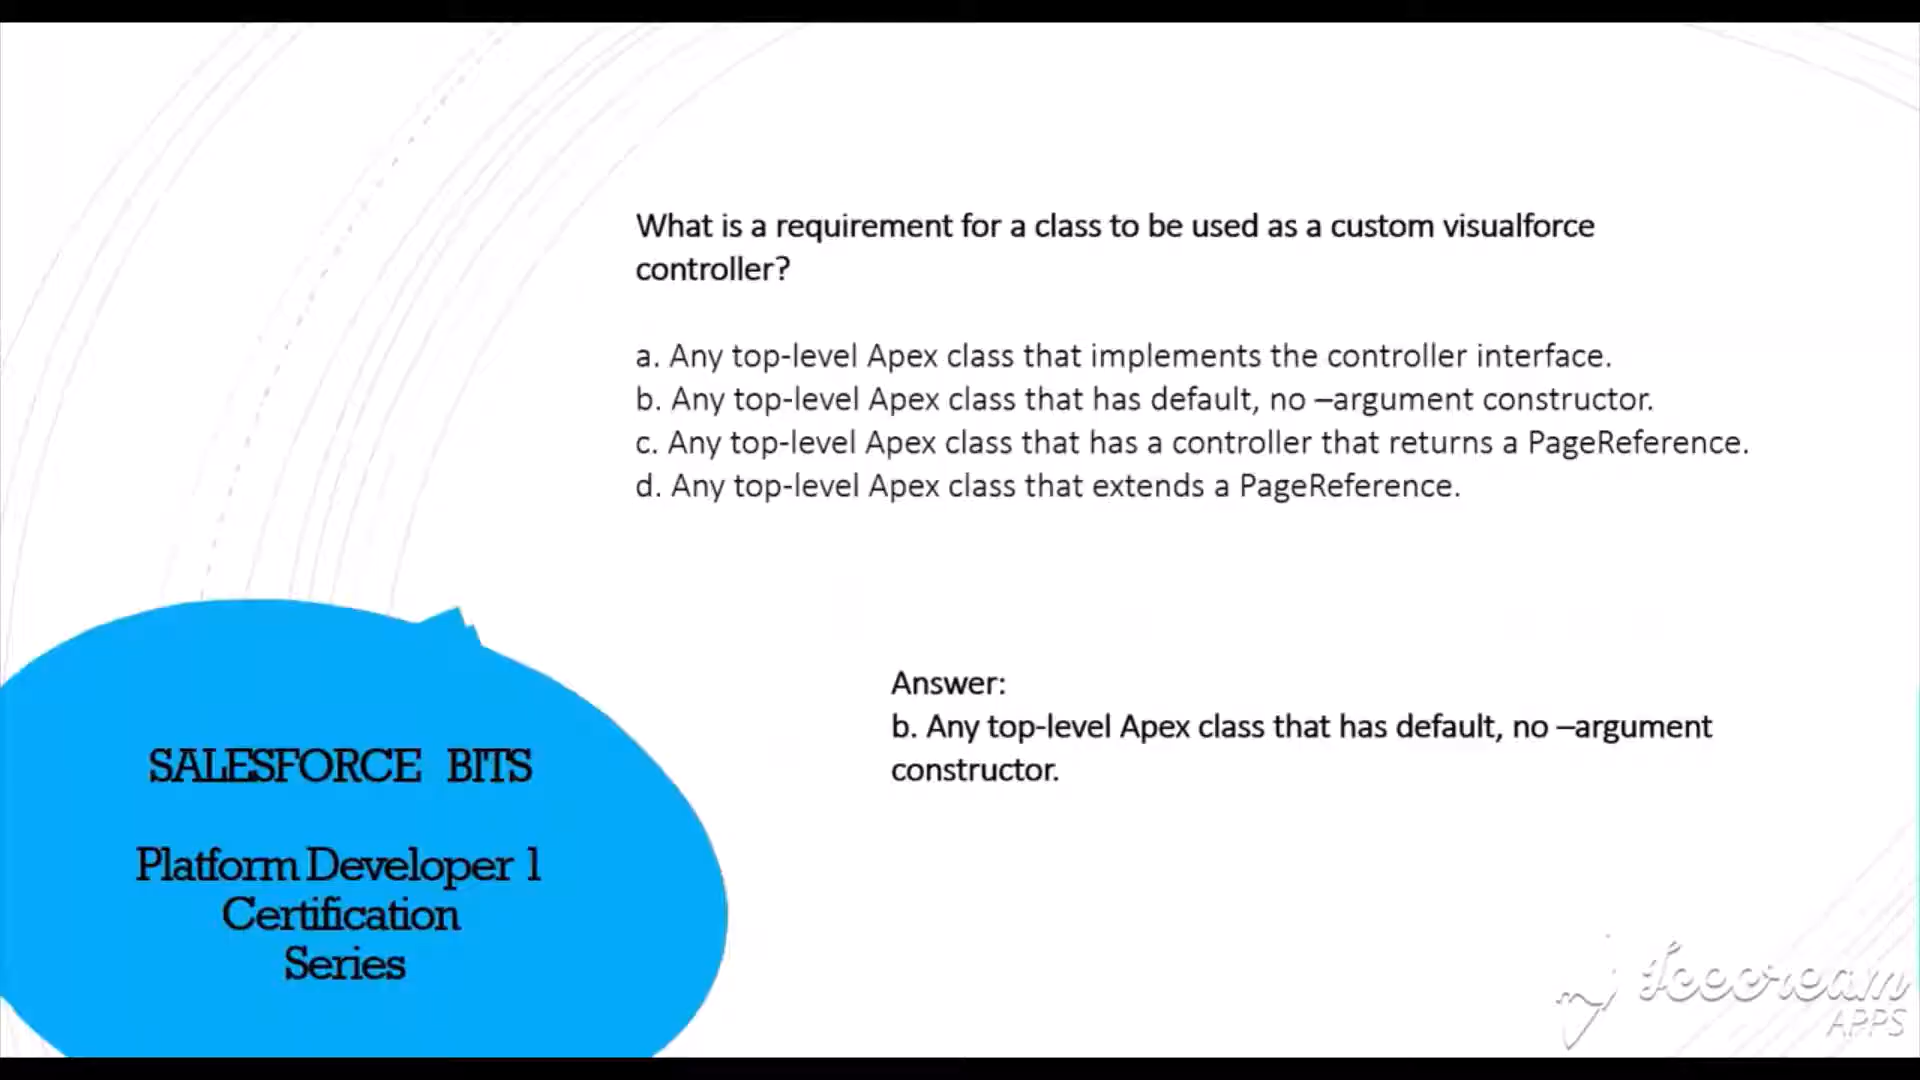 What is a requirement for a class to be used as a custom visualforce
controller?
a. Any top-level Apex class that implements the controller interface.
b. Any top-level Apex class that has default, no –argument constructor.
c. Any top-level Apex class that has a controller that returns a PageReference.
d. Any top-level Apex class that extends a PageReference.
Answer:
b. Any top-level Apex class that has default, no –argument
constructor.
SALESFORCE BITS
Platform Developer 1
Certification
Series
Icecream
APPS